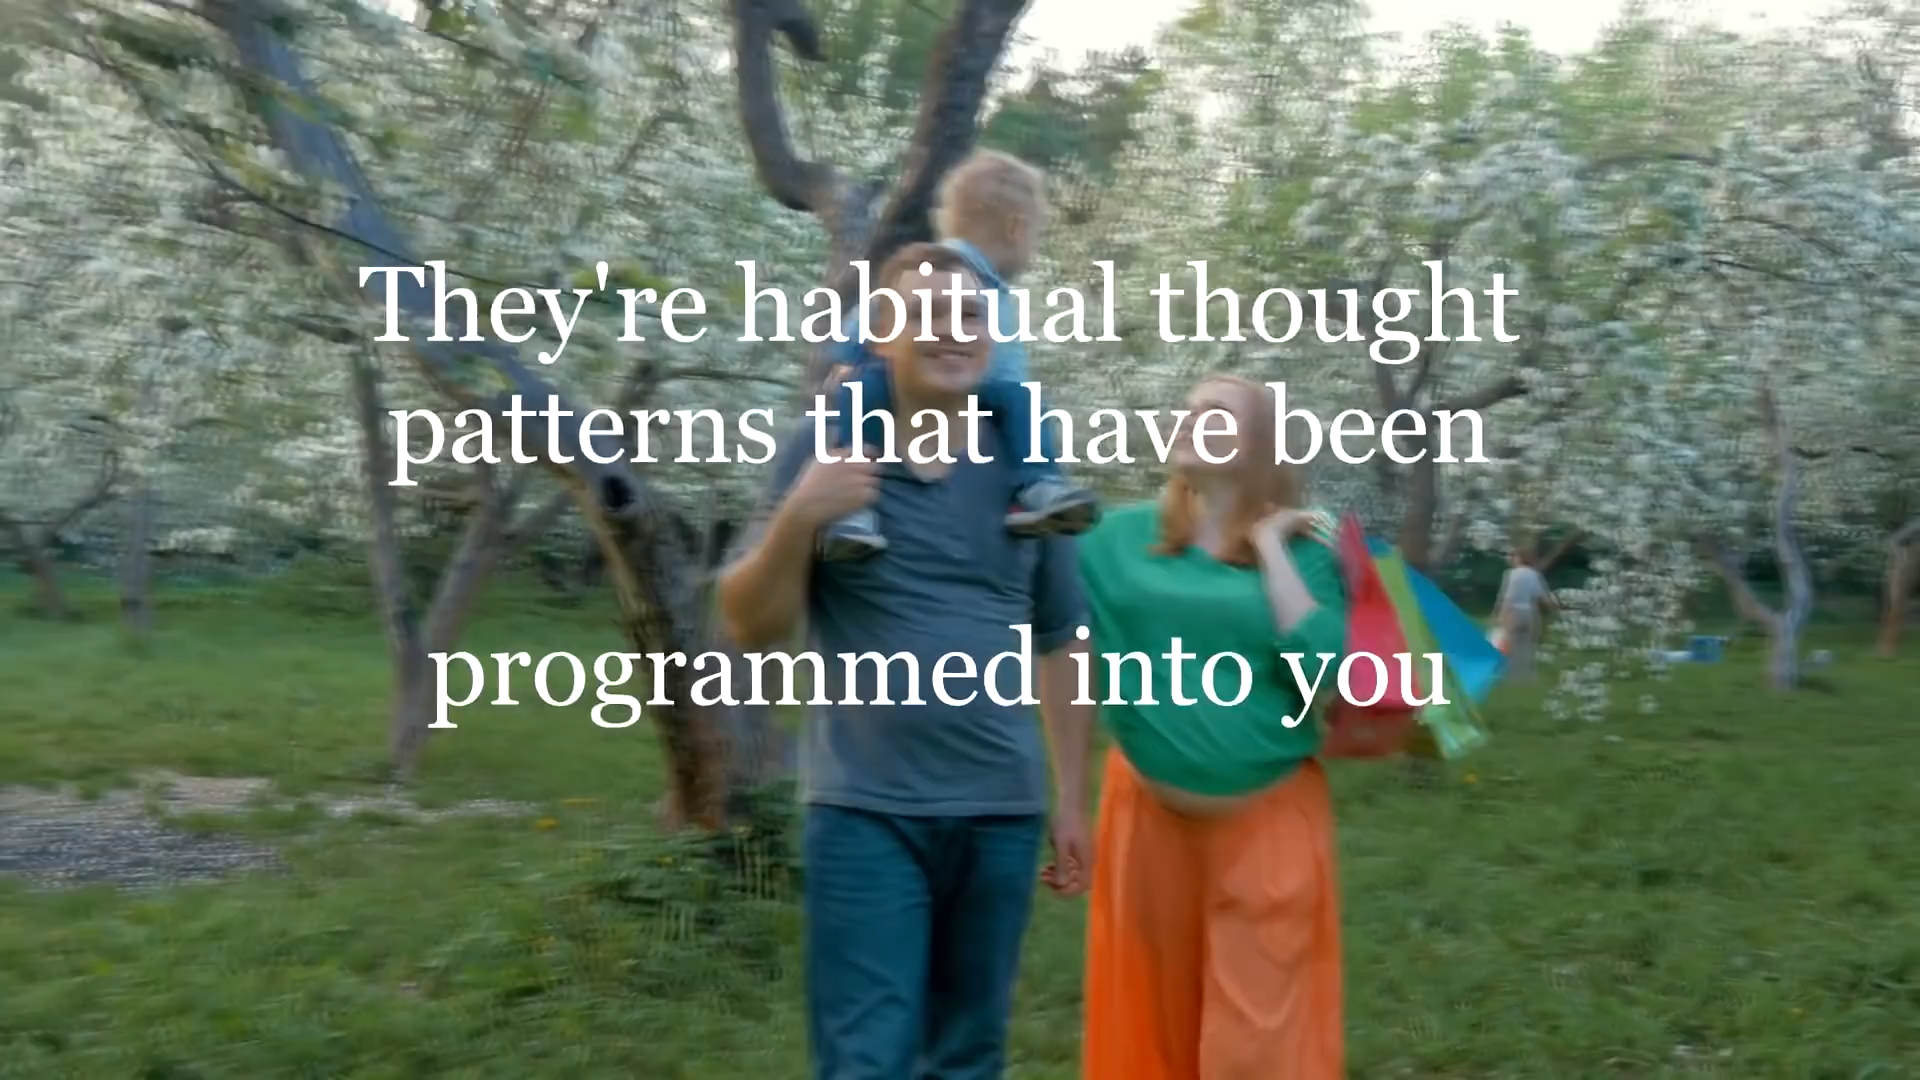 They're habitual thought
patterns that have been
programmed into you